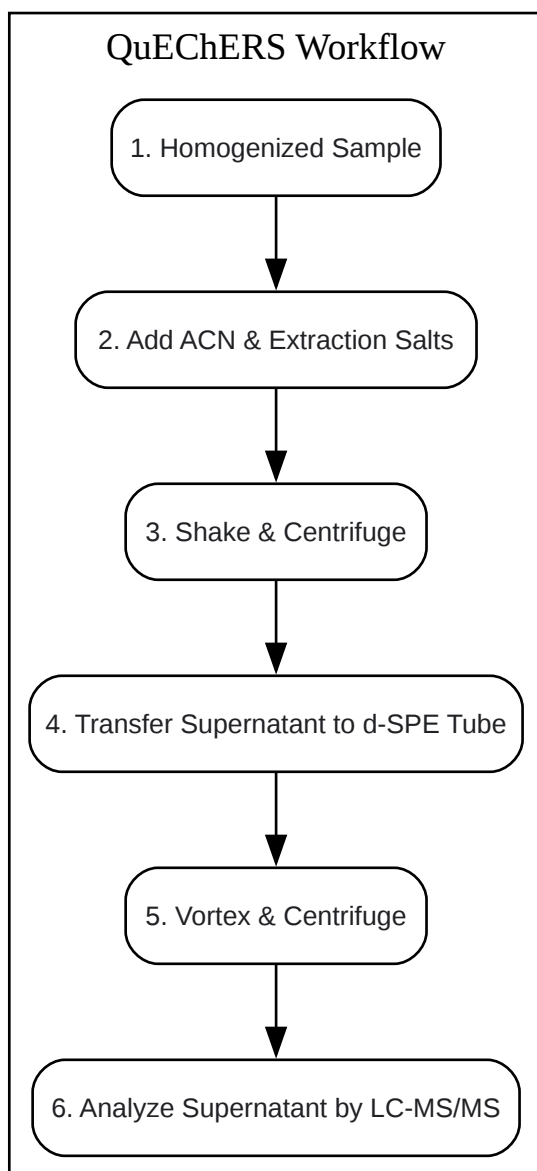 QuEChERS Workflow
1. Homogenized Sample
2. Add ACN & Extraction Salts
3. Shake & Centrifuge
4. Transfer Supernatant to d-SPE Tube
5. Vortex & Centrifuge
6. Analyze Supernatant by LC-MS/MS